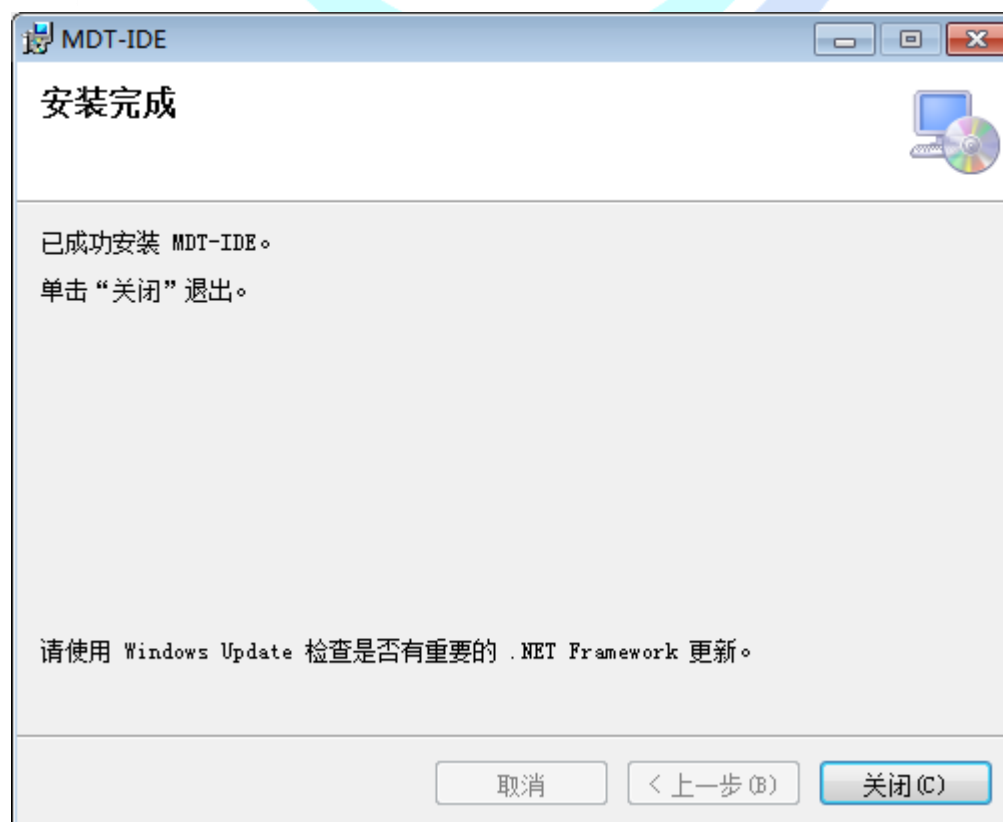 MDT-IDE
安装完成
已成功安装 MDT-IDE。
单击“关闭”退出。
请使用 Windows Update 检查是否有重要的 .NET Framework 更新。
取消
< 上一步(B)
关闭(C)